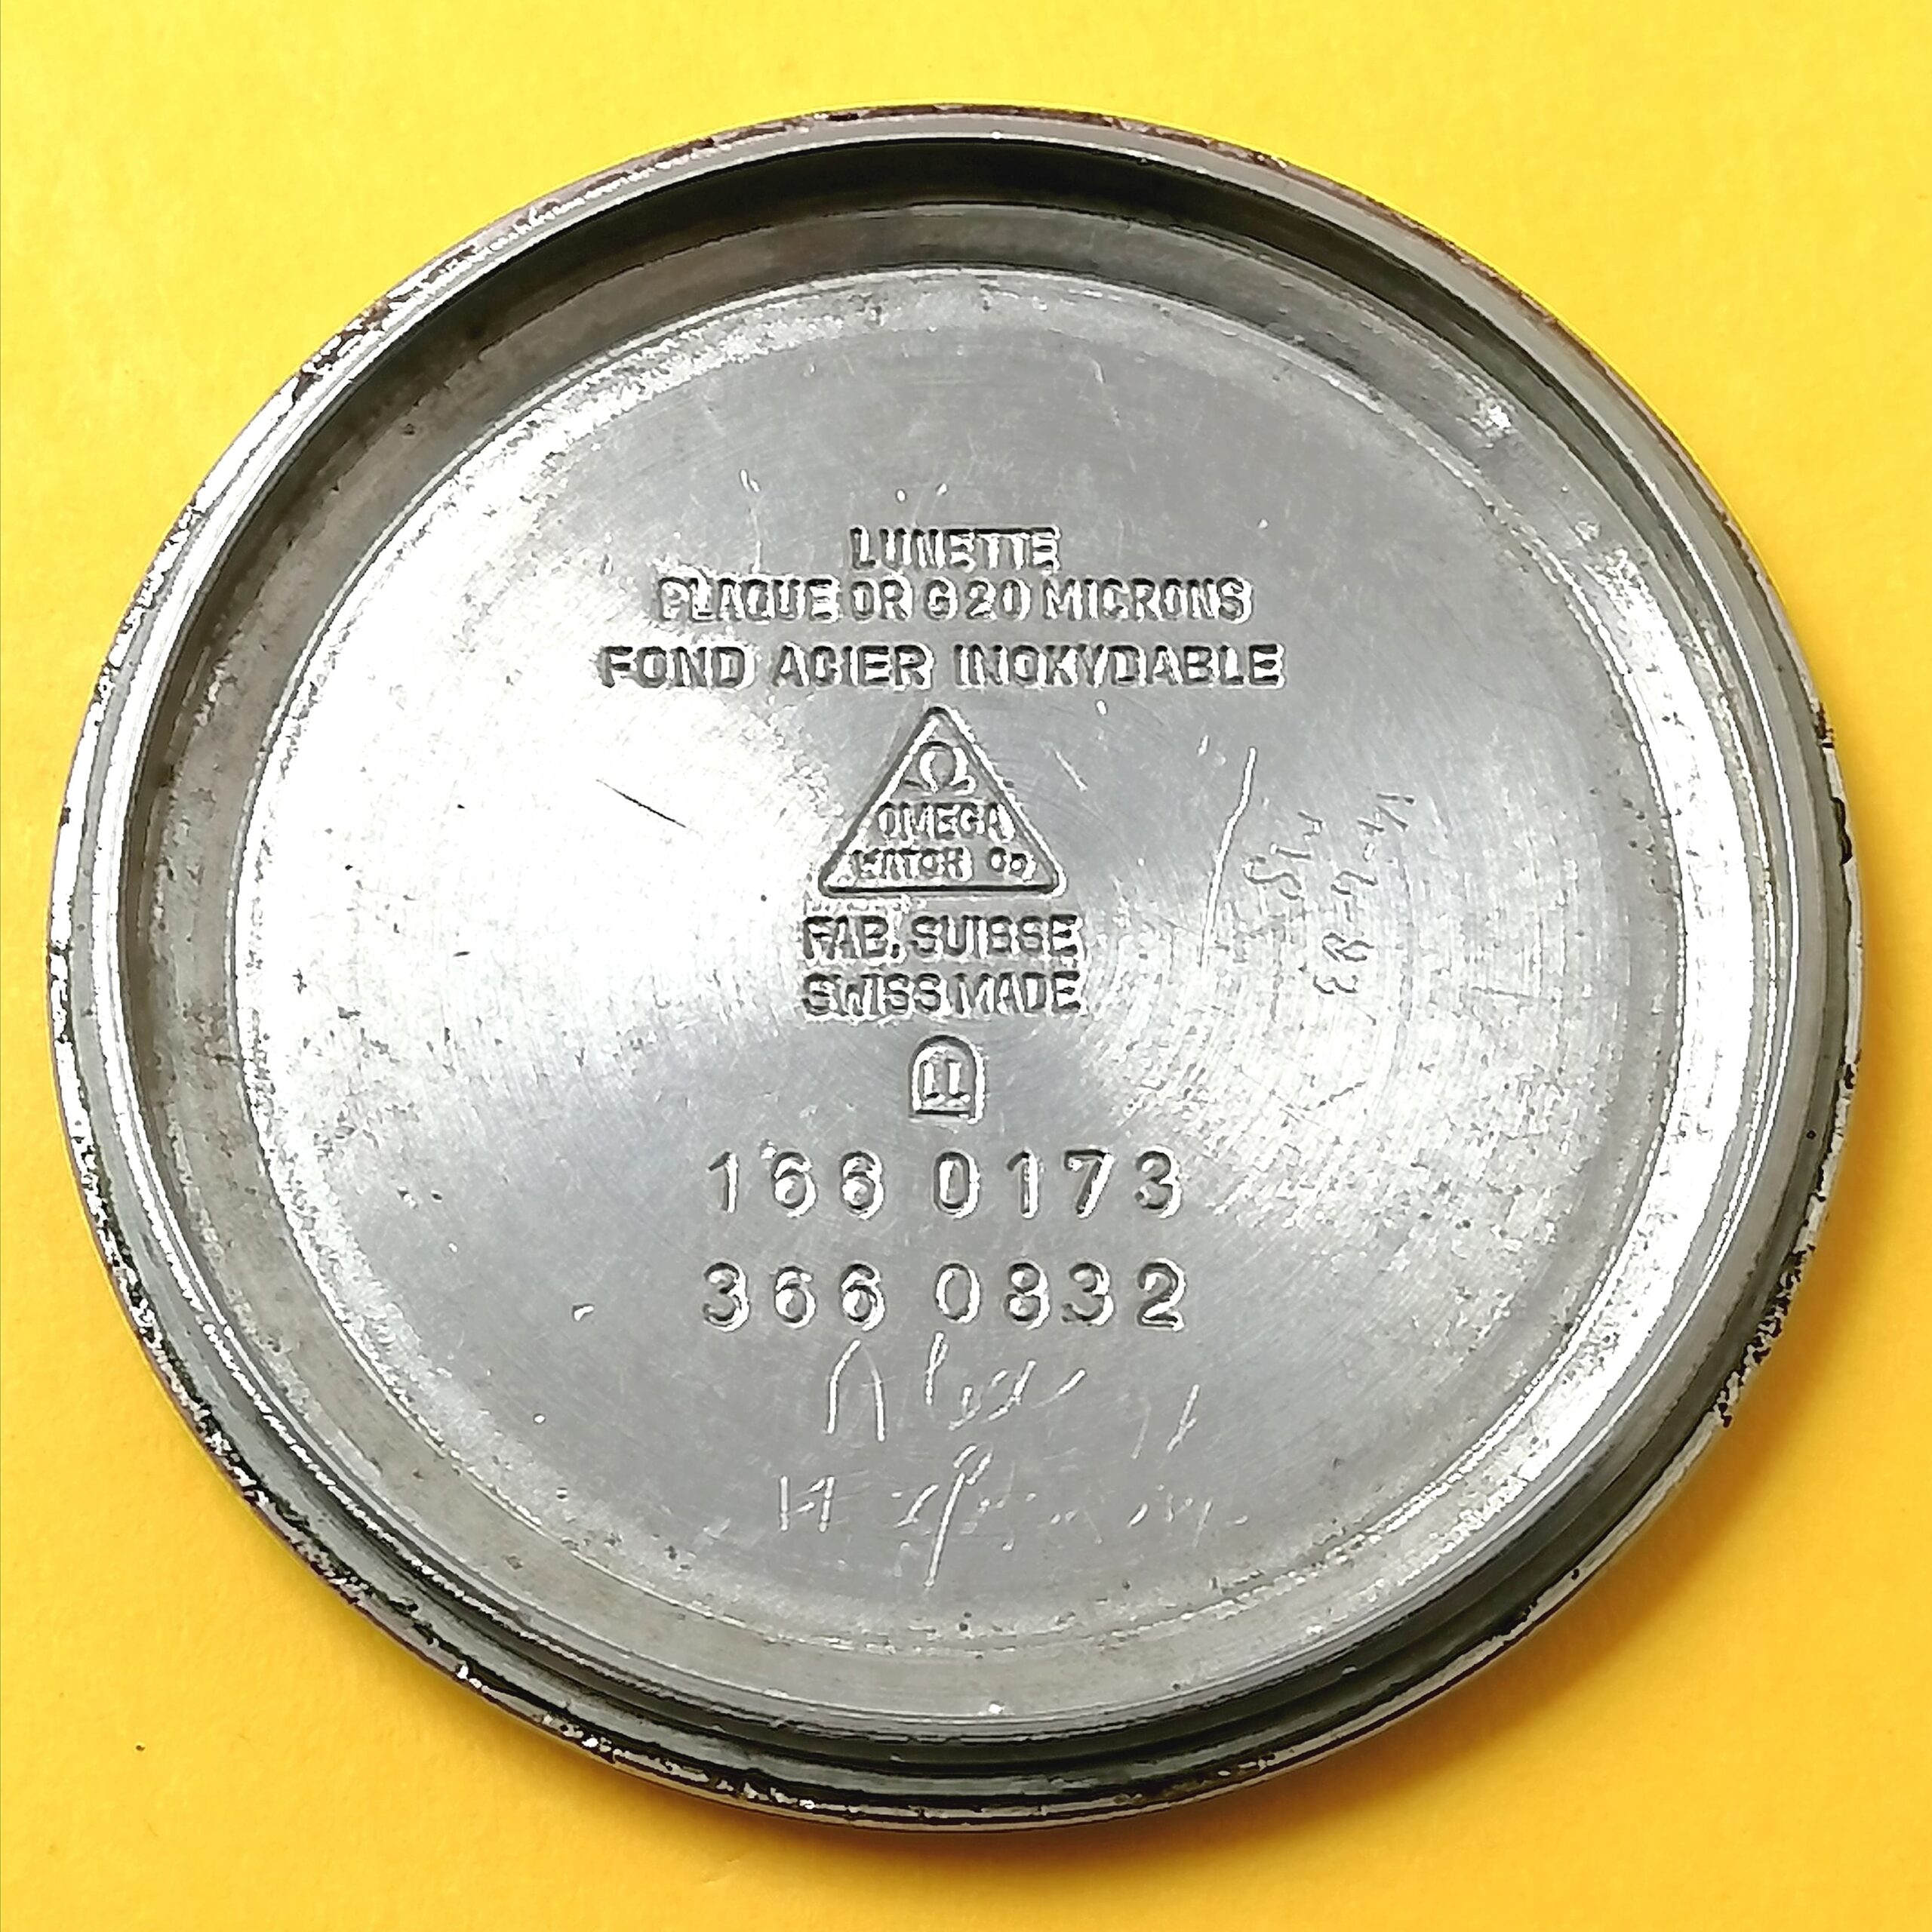 LUNETTE
PLAQUE OR G 20 MICRONS
FOND ACIER INOXYDABLE
Ω
OMEGA
WATCH Co
FAB. SUISSE
SWISS MADE
166 0173
366 0832